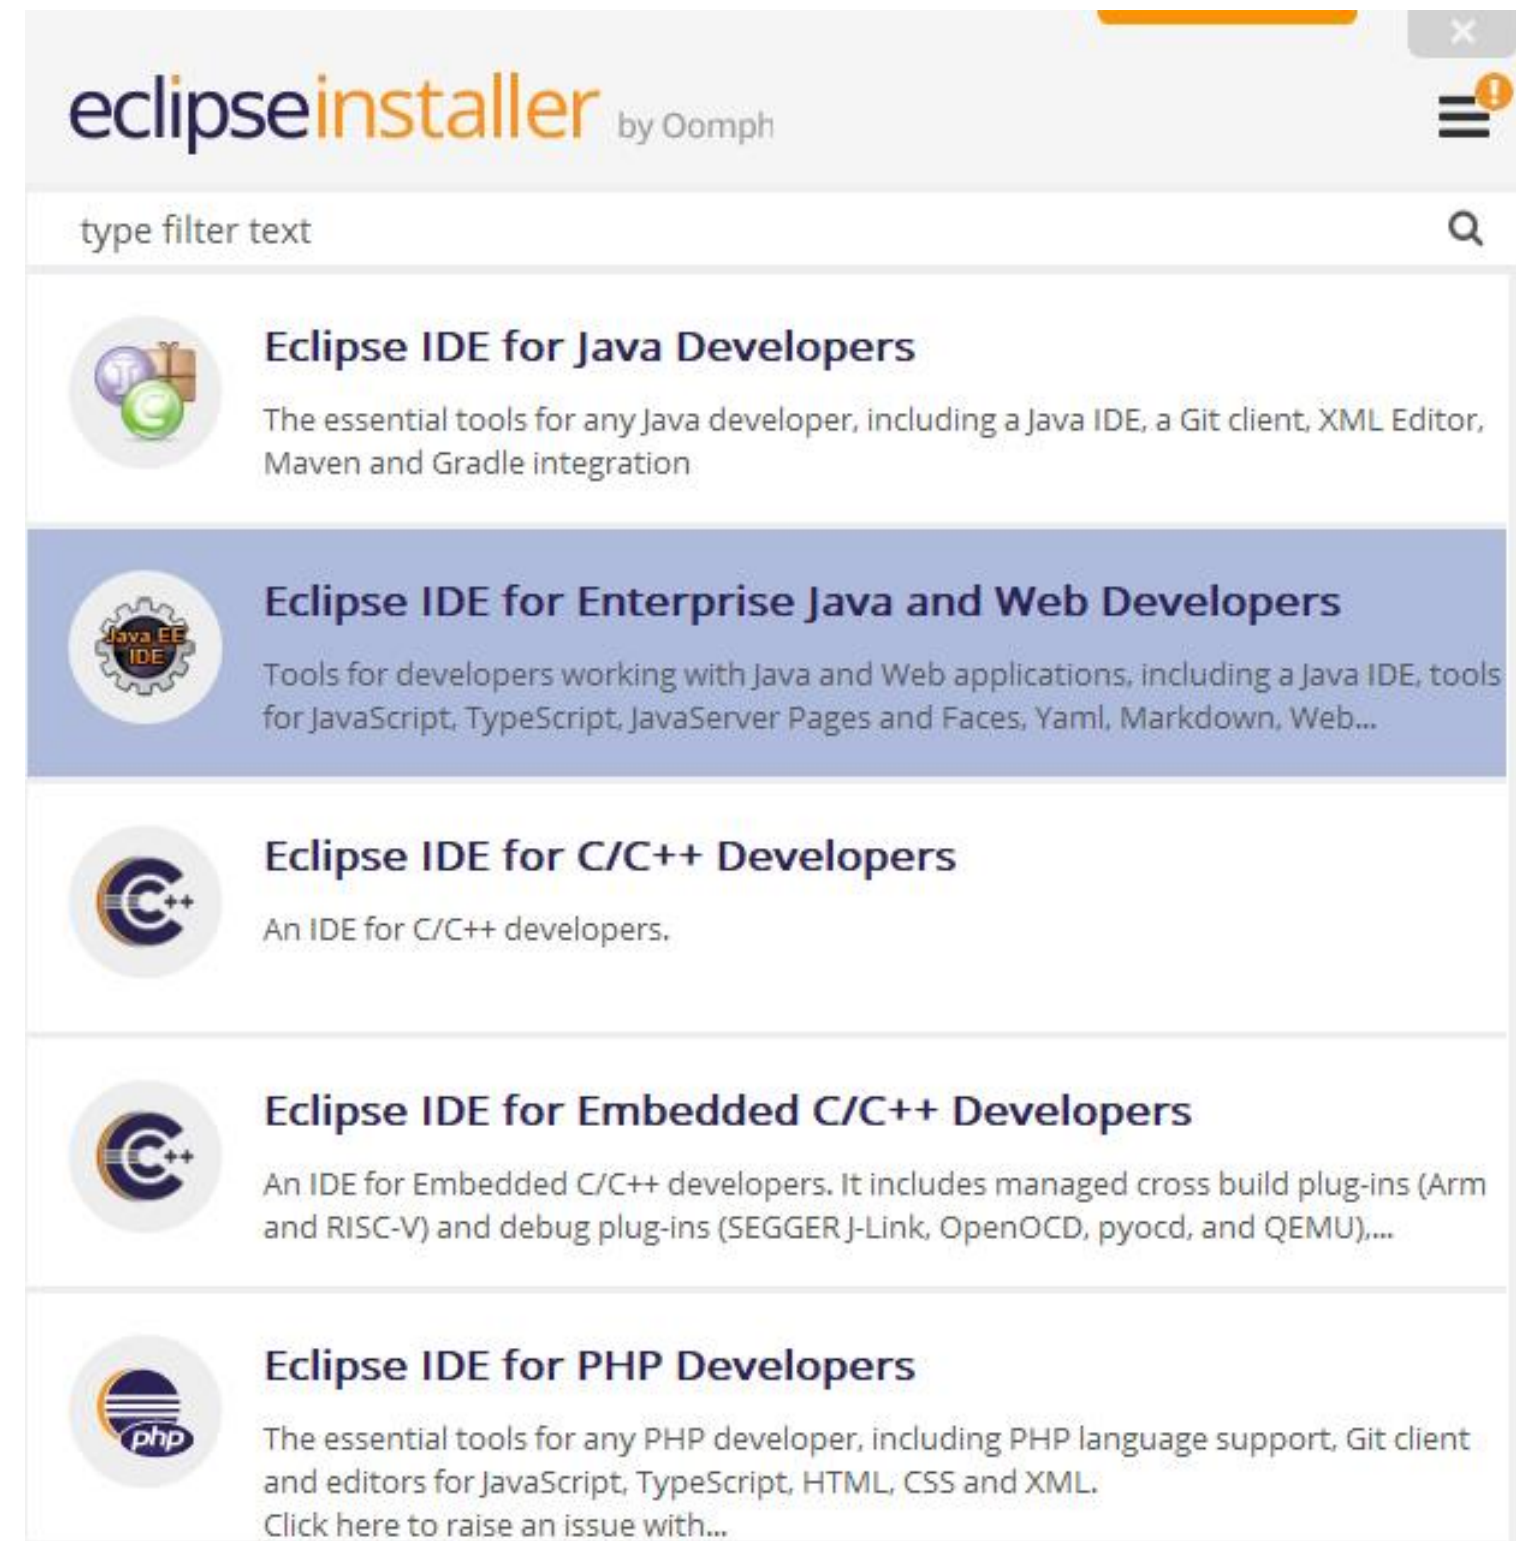 eclipseinstaller by Oomph
type filter text
Eclipse IDE for Java Developers
The essential tools for any Java developer, including a Java IDE, a Git client, XML Editor,
Maven and Gradle integration
Java EE
IDE
Eclipse IDE for Enterprise Java and Web Developers
Tools for developers working with Java and Web applications, including a Java IDE, tools
for JavaScript, TypeScript, JavaServer Pages and Faces, Yaml, Markdown, Web...
C++
Eclipse IDE for C/C++ Developers
An IDE for C/C++ developers.
C++
Eclipse IDE for Embedded C/C++ Developers
An IDE for Embedded C/C++ developers. It includes managed cross build plug-ins (Arm
and RISC-V) and debug plug-ins (SEGGER J-Link, OpenOCD, pyocd, and QEMU),...
php
Eclipse IDE for PHP Developers
The essential tools for any PHP developer, including PHP language support, Git client
and editors for JavaScript, TypeScript, HTML, CSS and XML.
Click here to raise an issue with...